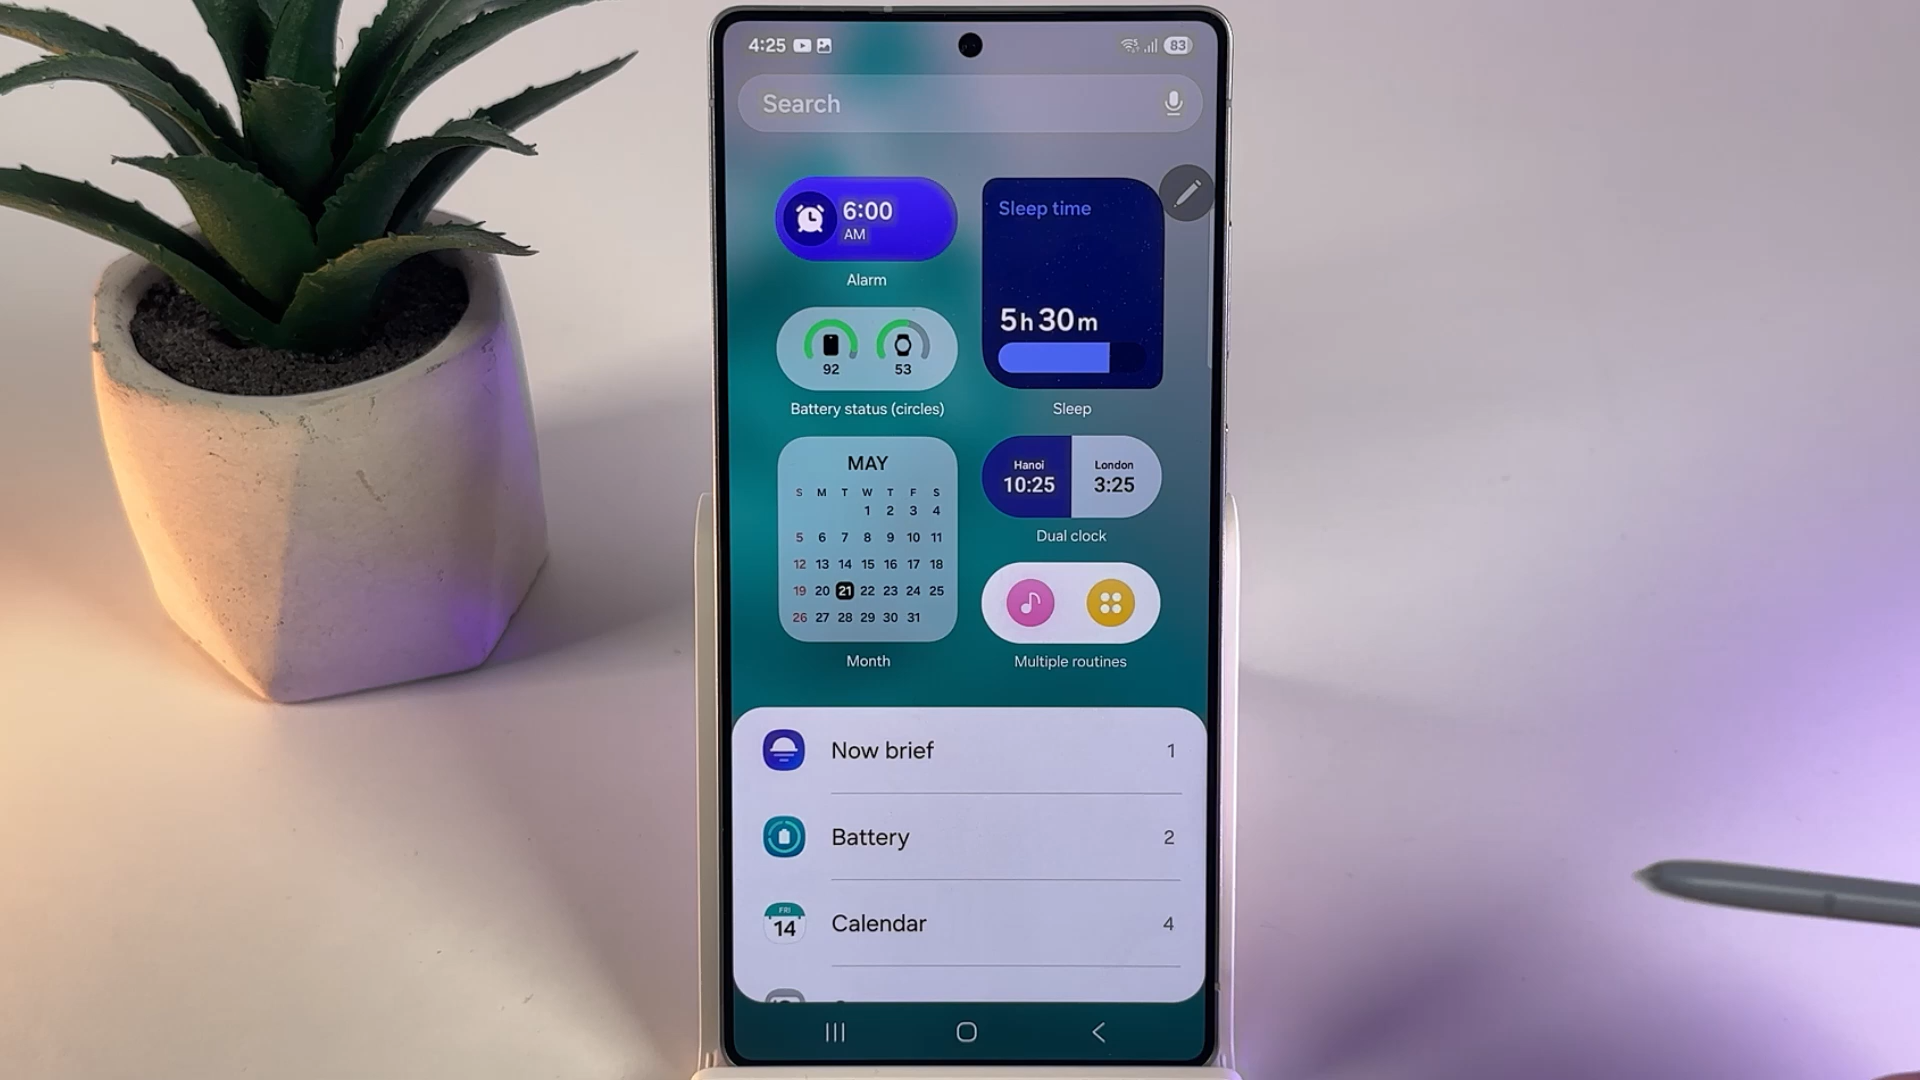 4:25
83
Search
6:00
AM
Alarm
Sleep time
5h 30m
Sleep
92 53
Battery status (circles)
MAY
S M T W T F S
1 2 3 4
5 6 7 8 9 10 11
12 13 14 15 16 17 18
19 20 21 22 23 24 25
26 27 28 29 30 31
Month
Hanoi London
10:25 3:25
Dual clock
Multiple routines
Now brief 1
Battery 2
FRI
14
Calendar 4